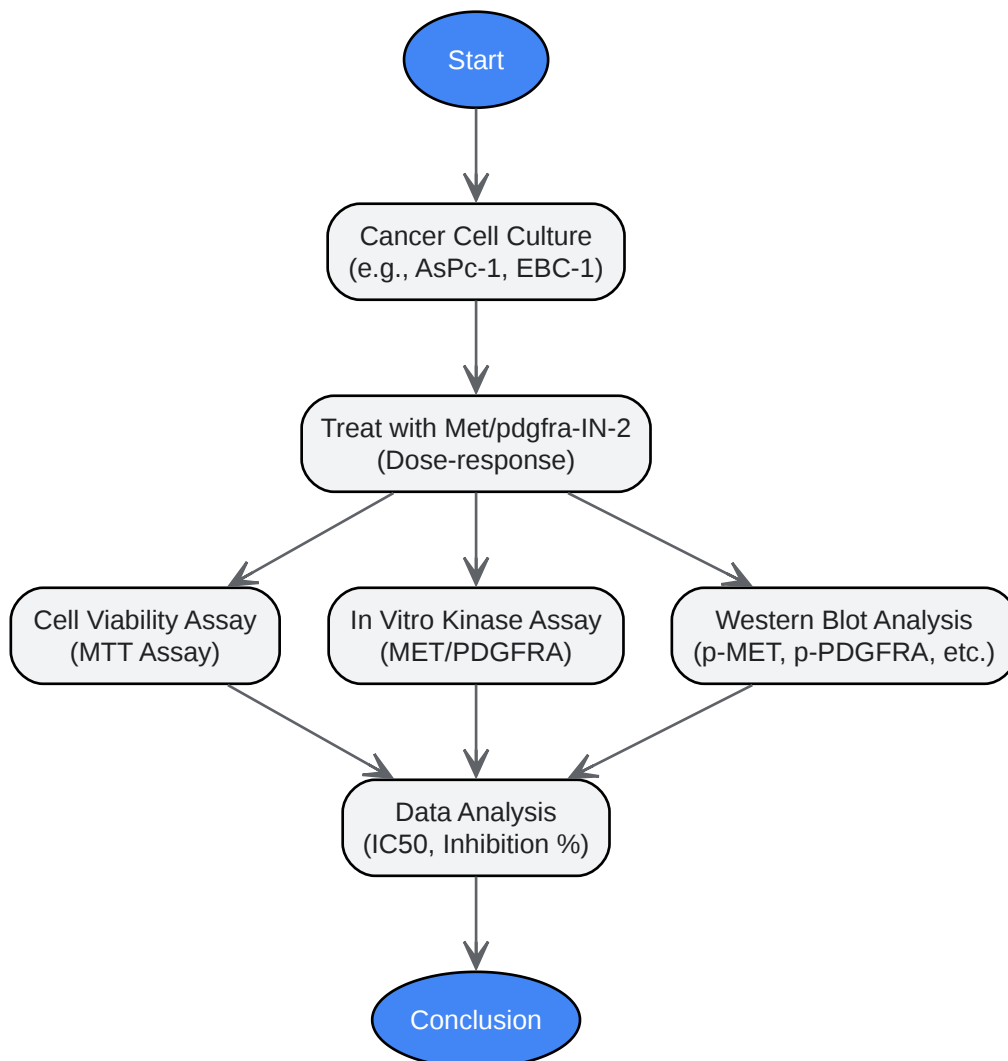 Start
Cancer Cell Culture
(e.g., AsPc-1, EBC-1)
Treat with Met/pdgfra-IN-2
(Dose-response)
Cell Viability Assay
(MTT Assay)
In Vitro Kinase Assay
(MET/PDGFRA)
Western Blot Analysis
(p-MET, p-PDGFRA, etc.)
Data Analysis
(IC50, Inhibition %)
Conclusion